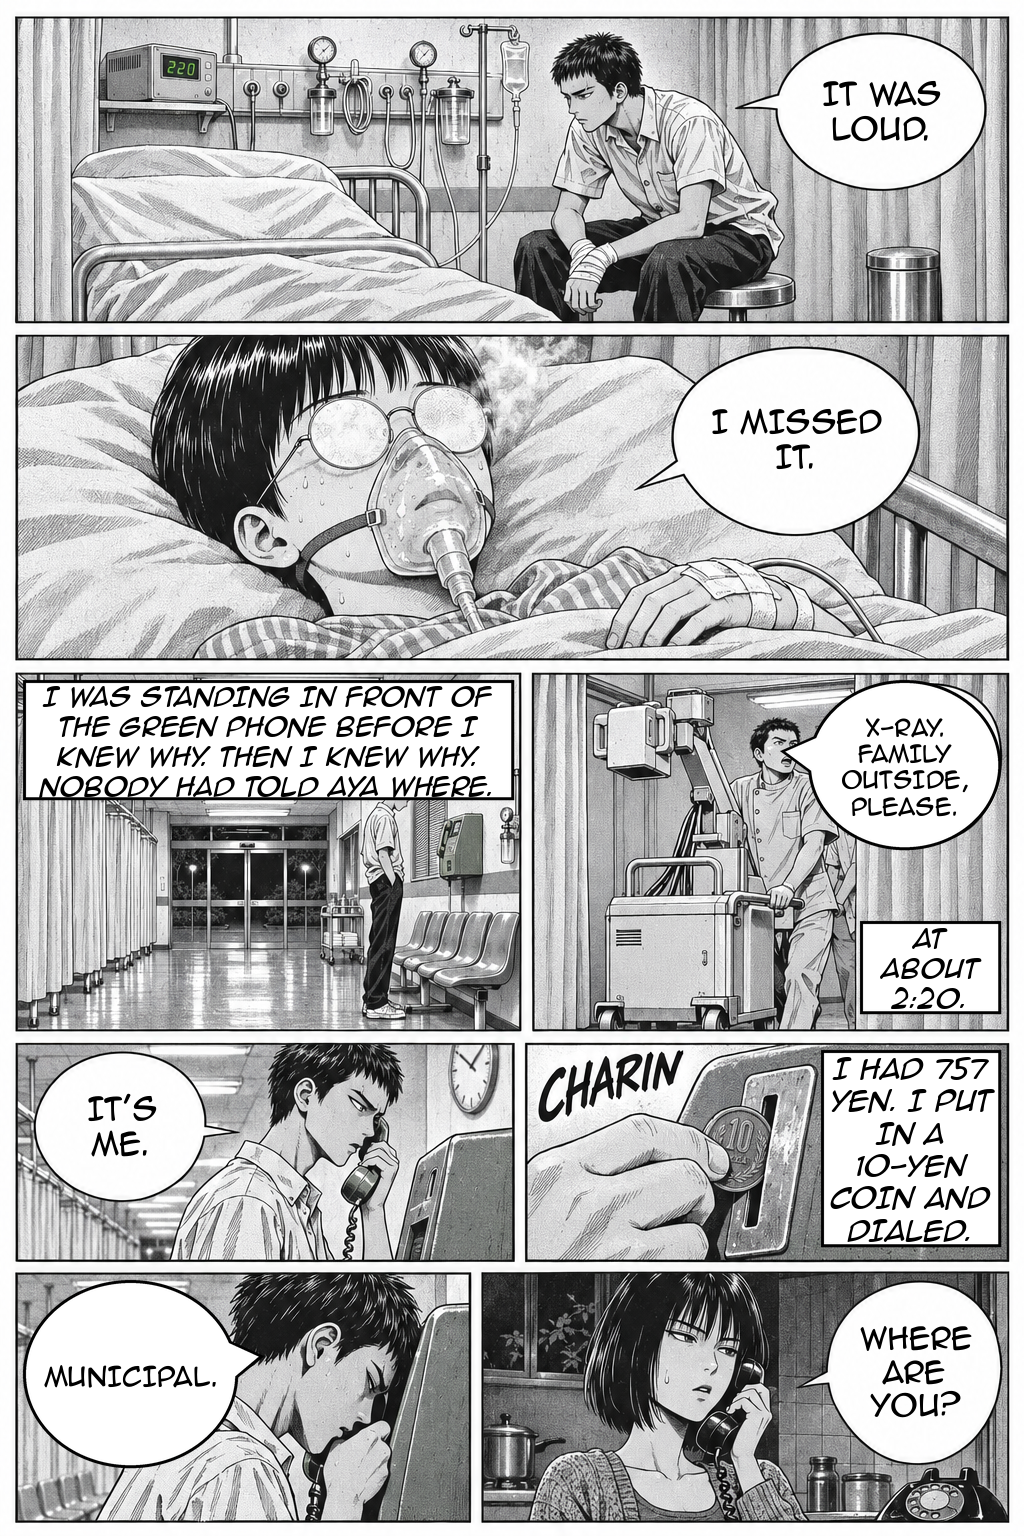 IT WAS
LOUD.
220
I MISSED
IT.
X-RAY.
FAMILY
OUTSIDE,
PLEASE.
AT
ABOUT
2:20.
I WAS STANDING IN FRONT OF
THE GREEN PHONE BEFORE I
KNEW WHY. THEN I KNEW WHY.
NOBODY HAD TOLD AYA WHERE.
I HAD 757
YEN. I PUT
IN A
10-YEN
COIN AND
DIALED.
CHARIN
10
IT'S
ME.
WHERE
ARE
YOU?
MUNICIPAL.